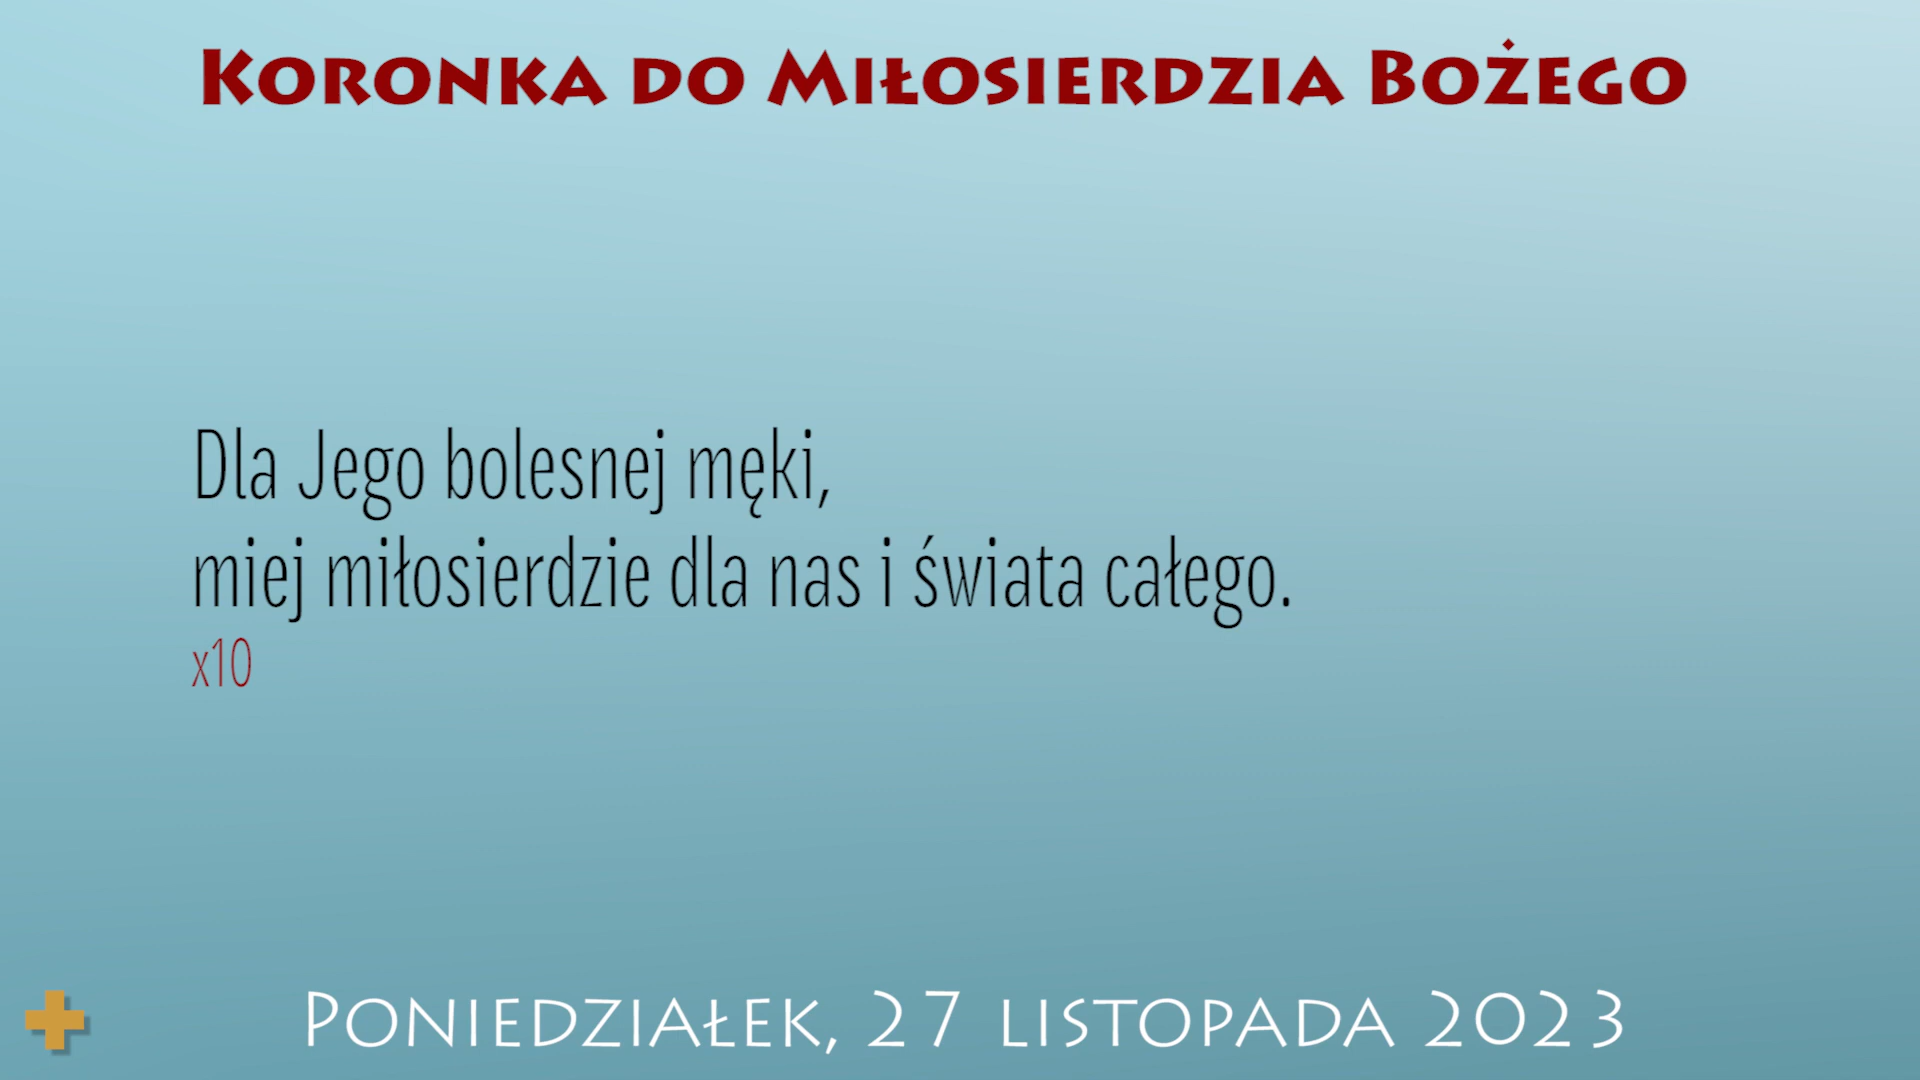 Koronka do Miłosierdzia Bożego
Dla Jego bolesnej męki,
miej miłosierdzie dla nas i świata całego.
x10
Poniedziałek, 27 listopada 2023